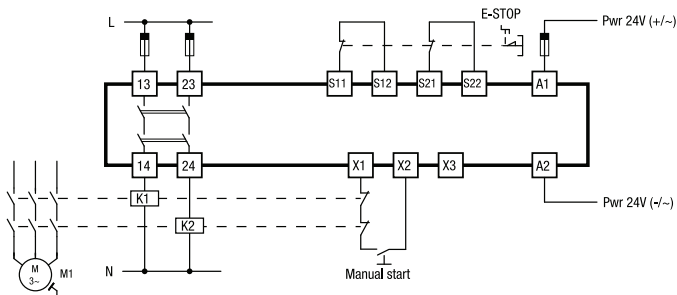 E-STOP
L
Pwr 24V (+/~)
13
23
S11
S12
S21
S22
A1
14
24
X1
X2
X3
A2
K1
K2
Pwr 24V (-/~)
M
3~
M1
N
Manual start